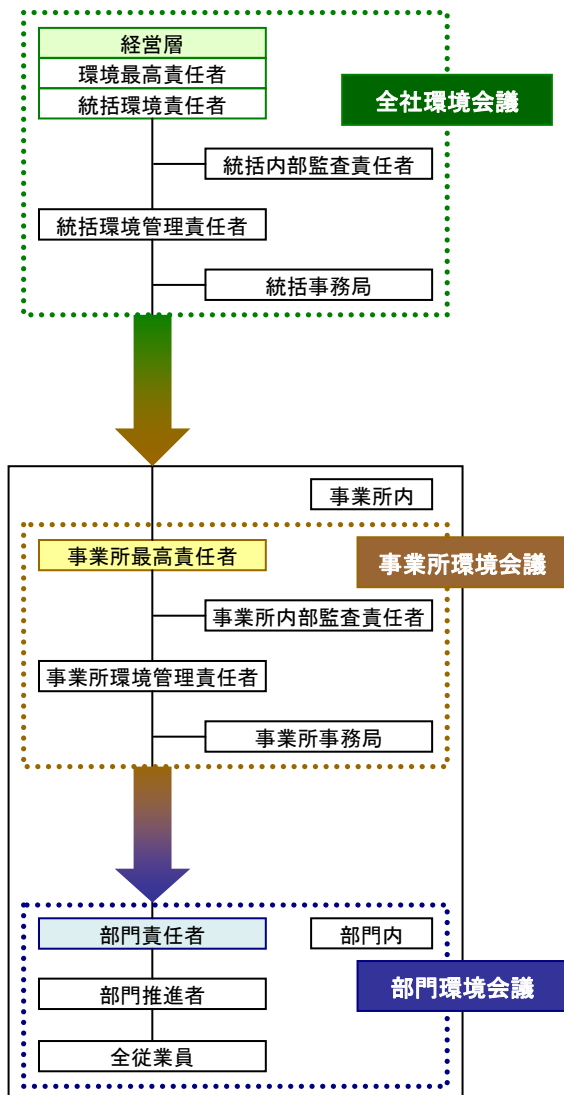 経営層
環境最高責任者
統括環境責任者
全社環境会議
統括内部監査責任者
統括環境管理責任者
統括事務局
事業所内
事業所最高責任者
事業所環境会議
事業所内部監査責任者
事業所環境管理責任者
事業所事務局
部門責任者
部門内
部門環境会議
部門推進者
全従業員